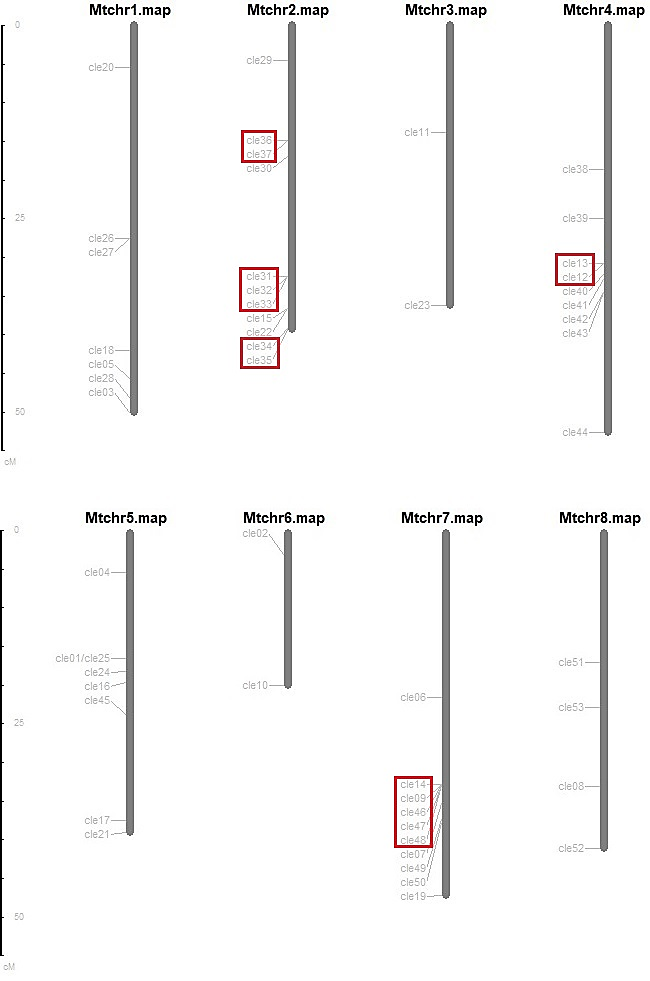 Mtchr1.map Mtchr2.map Mtchr3.map Mtchr4.map
0
cle29
cle20
cle11
cle36
cle37
cle30
cle38
25
cle39
cle26
cle27
cle13
cle31
cle12
cle32
cle40
cle33
cle41
cle15
cle42
cle22
cle43
cle34
cle18
cle35
cle05
cle28
cle03
cle23
50
cle44
cM
Mtchr5.map Mtchr6.map Mtchr7.map Mtchr8.map
0
cle02
cle04
cle01/cle25
cle51
cle24
cle16
cle10
cle06
cle45
cle53
25
cle14
cle08
cle09
cle46
cle17
cle47
cle21
cle48
cle52
cle07
cle49
cle50
cle19
50
cM